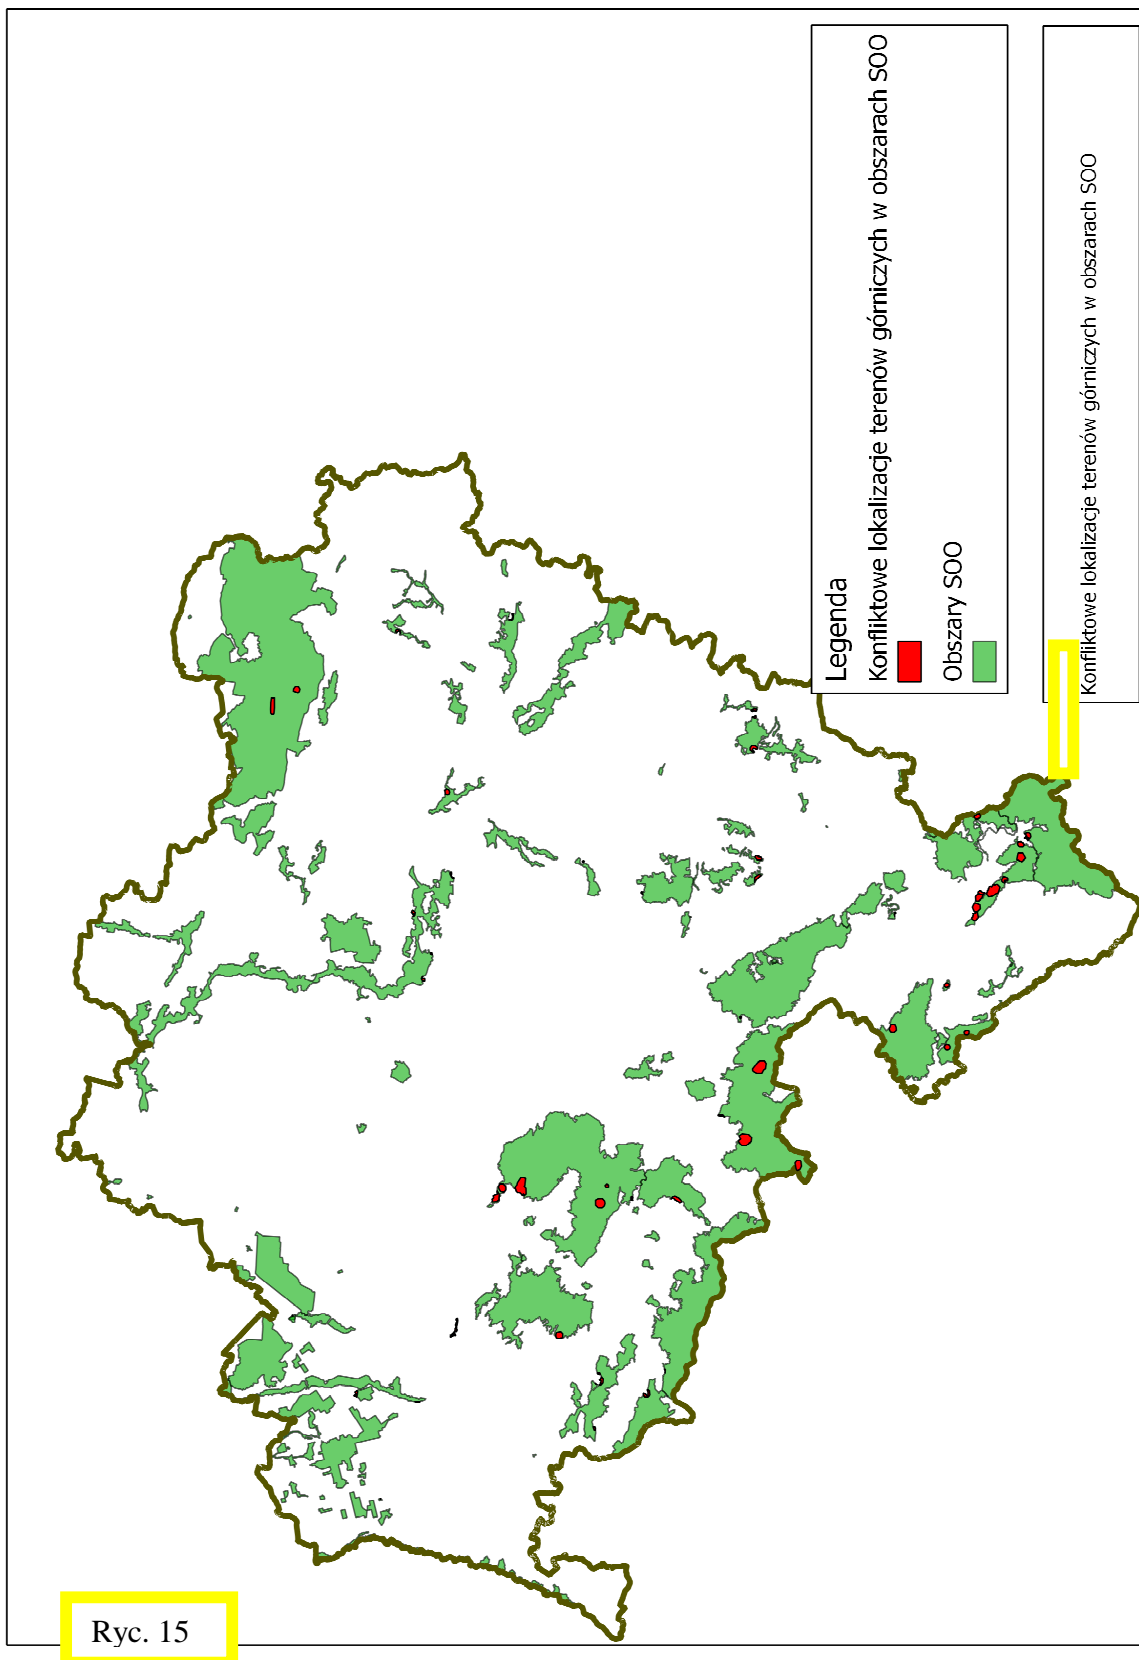 Legenda
Konfliktowe lokalizacje terenów górniczych w obszarach SOO
Obszary SOO
Konfliktowe lokalizacje terenów górniczych w obszarach SOO
Ryc. 15